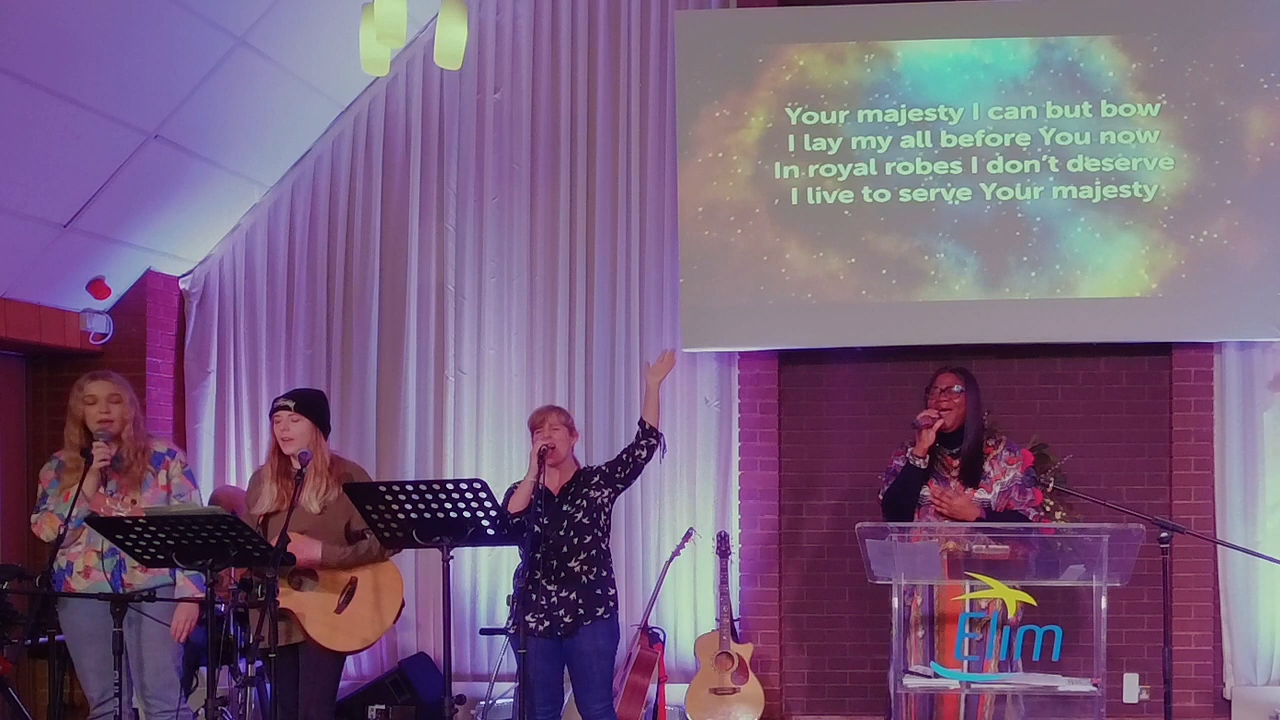 Your majesty I can but bow
I lay my all before You now
In royal robes I don't deserve
I live to serve Your majesty
Elim